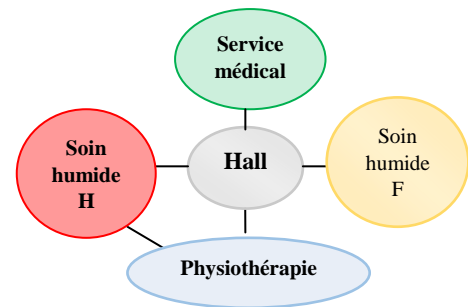 Service
médical
Soin
humide
H
Hall
Soin
humide
F
Physiothérapie